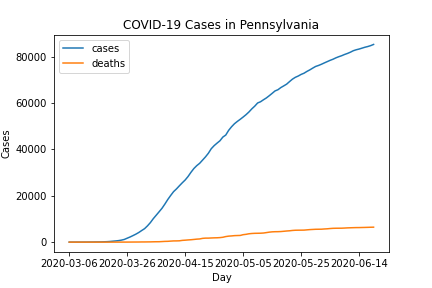 COVID-19 Cases in Pennsylvania
cases
deaths
80000
60000
40000
20000
0
Cases
2020-03-06 2020-03-26 2020-04-15 2020-05-05 2020-05-25 2020-06-14
Day